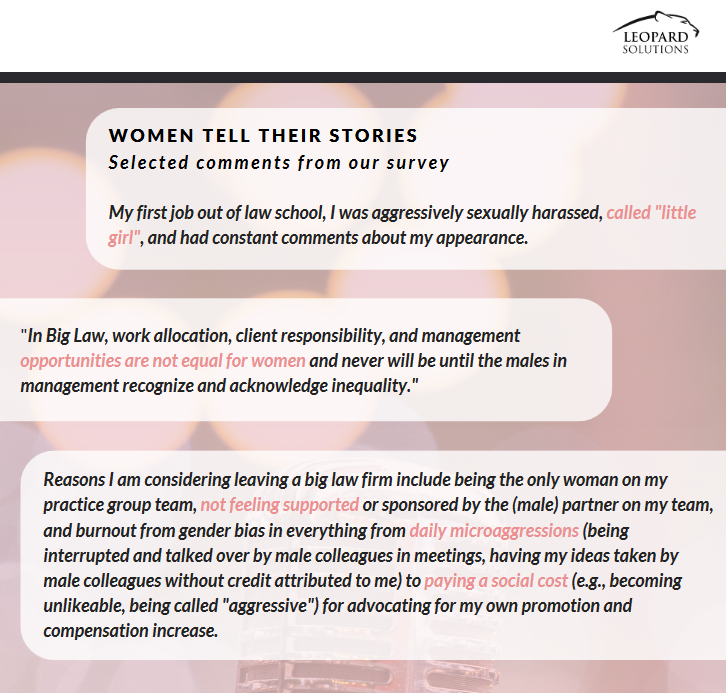 LEOPARD
SOLUTIONS
WOMEN TELL THEIR STORIES
Selected comments from our survey
My first job out of law school, I was aggressively sexually harassed, called "little
girl", and had constant comments about my appearance.
"In Big Law, work allocation, client responsibility, and management
opportunities are not equal for women and never will be until the males in
management recognize and acknowledge inequality."
Reasons I am considering leaving a big law firm include being the only woman on my
practice group team, not feeling supported or sponsored by the (male) partner on my team,
and burnout from gender bias in everything from daily microaggressions (being
interrupted and talked over by male colleagues in meetings, having my ideas taken by
male colleagues without credit attributed to me) to paying a social cost (e.g., becoming
unlikeable, being called "aggressive") for advocating for my own promotion and
compensation increase.